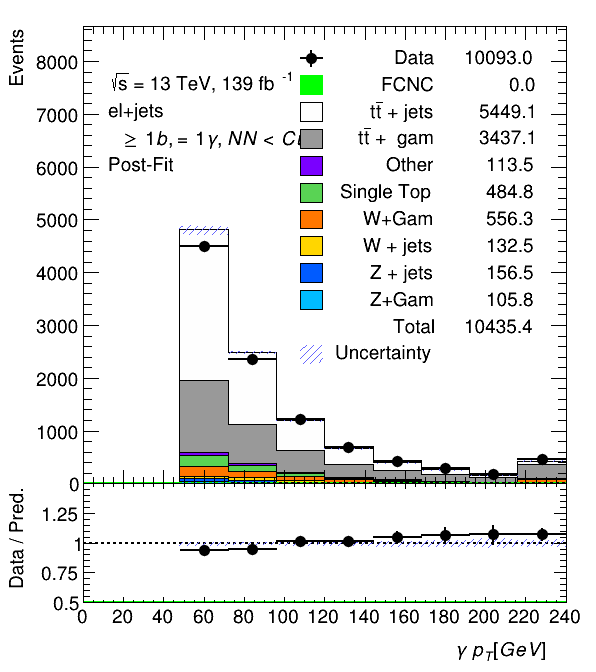 Events
8000
7000
6000
5000
4000
3000
2000
1000
0
√s = 13 TeV, 139 fb⁻¹
el+jets
≥ 1b, = 1γ, NN <
Post-Fit
Data 10093.0
FCNC 0.0
tt̄ + jets 5449.1
tt̄ + gam 3437.1
Other 113.5
Single Top 484.8
W+Gam 556.3
W + jets 132.5
Z + jets 156.5
Z+Gam 105.8
Total 10435.4
Uncertainty
Data / Pred.
1.25
1
0.75
0.5
0 20 40 60 80 100 120 140 160 180 200 220 240
γ p_T[GeV]